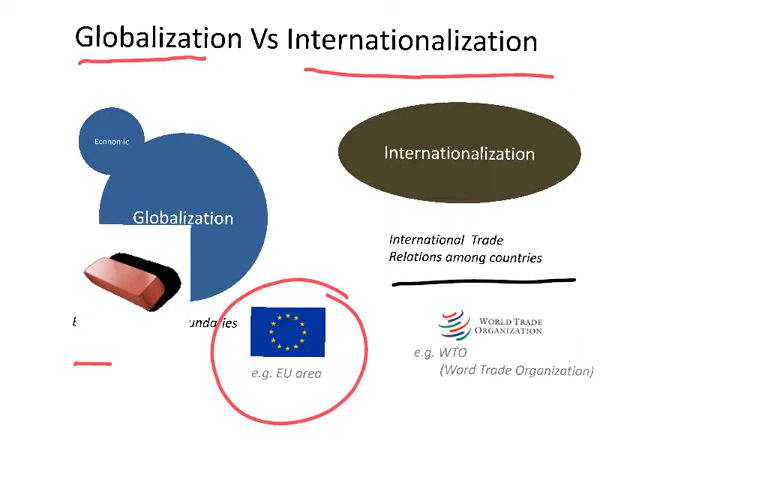 Globalization Vs Internationalization
Economic
Globalization
Internationalization
International Trade
Relations among countries
WORLD TRADE
ORGANIZATION
e.g. EU area
e.g. WTO
(Word Trade Organization)